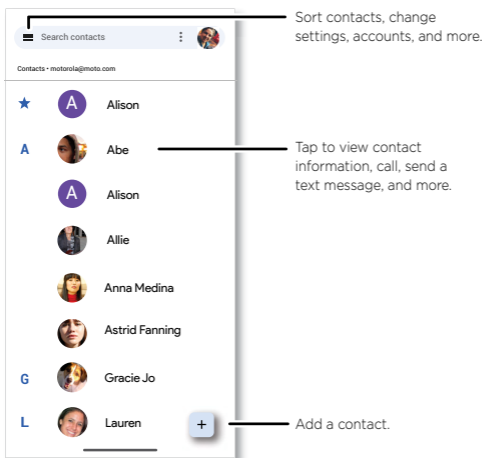 Sort contacts, change
settings, accounts, and more.
Search contacts
Contacts • motorola@moto.com
A Alison
A Abe
Tap to view contact
information, call, send a
text message, and more.
A Alison
Allie
Anna Medina
Astrid Fanning
G Gracie Jo
L Lauren +
Add a contact.